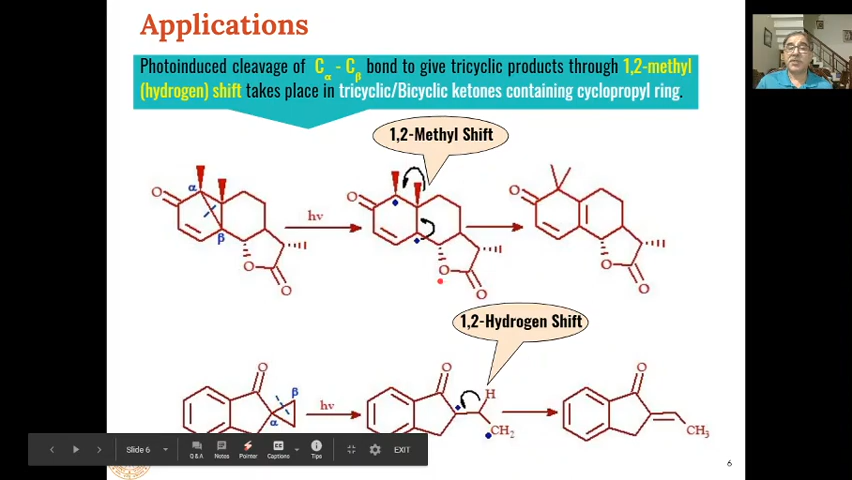 Applications
Photoinduced cleavage of Cα - Cβ bond to give tricyclic products through 1,2-methyl
(hydrogen) shift takes place in tricyclic/Bicyclic ketones containing cyclopropyl ring.
1,2-Methyl Shift
O α β O O
hν
O O O O O
1,2-Hydrogen Shift
O β α
hν
O H CH2
O CH3
Slide 6
Q & A
Notes
Pointer
Captions
Tips
EXIT
6